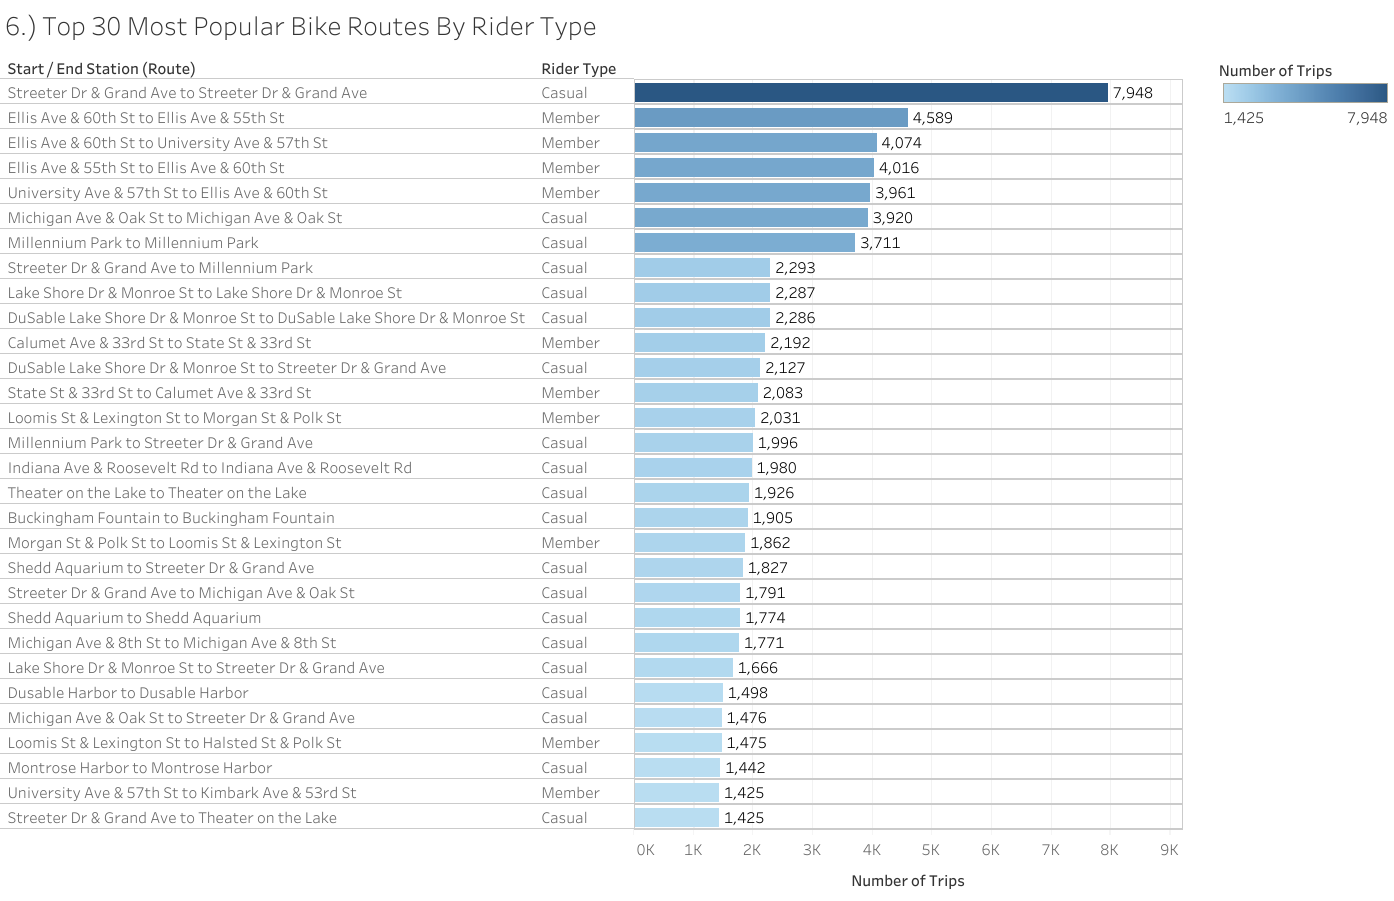 6.) Top 30 Most Popular Bike Routes By Rider Type
Start / End Station (Route) Rider Type
Streeter Dr & Grand Ave to Streeter Dr & Grand Ave Casual 7,948
Ellis Ave & 60th St to Ellis Ave & 55th St Member 4,589
Ellis Ave & 60th St to University Ave & 57th St Member 4,074
Ellis Ave & 55th St to Ellis Ave & 60th St Member 4,016
University Ave & 57th St to Ellis Ave & 60th St Member 3,961
Michigan Ave & Oak St to Michigan Ave & Oak St Casual 3,920
Millennium Park to Millennium Park Casual 3,711
Streeter Dr & Grand Ave to Millennium Park Casual 2,293
Lake Shore Dr & Monroe St to Lake Shore Dr & Monroe St Casual 2,287
DuSable Lake Shore Dr & Monroe St to DuSable Lake Shore Dr & Monroe St Casual 2,286
Calumet Ave & 33rd St to State St & 33rd St Member 2,192
DuSable Lake Shore Dr & Monroe St to Streeter Dr & Grand Ave Casual 2,127
State St & 33rd St to Calumet Ave & 33rd St Member 2,083
Loomis St & Lexington St to Morgan St & Polk St Member 2,031
Millennium Park to Streeter Dr & Grand Ave Casual 1,996
Indiana Ave & Roosevelt Rd to Indiana Ave & Roosevelt Rd Casual 1,980
Theater on the Lake to Theater on the Lake Casual 1,926
Buckingham Fountain to Buckingham Fountain Casual 1,905
Morgan St & Polk St to Loomis St & Lexington St Member 1,862
Shedd Aquarium to Streeter Dr & Grand Ave Casual 1,827
Streeter Dr & Grand Ave to Michigan Ave & Oak St Casual 1,791
Shedd Aquarium to Shedd Aquarium Casual 1,774
Michigan Ave & 8th St to Michigan Ave & 8th St Casual 1,771
Lake Shore Dr & Monroe St to Streeter Dr & Grand Ave Casual 1,666
Dusable Harbor to Dusable Harbor Casual 1,498
Michigan Ave & Oak St to Streeter Dr & Grand Ave Casual 1,476
Loomis St & Lexington St to Halsted St & Polk St Member 1,475
Montrose Harbor to Montrose Harbor Casual 1,442
University Ave & 57th St to Kimbark Ave & 53rd St Member 1,425
Streeter Dr & Grand Ave to Theater on the Lake Casual 1,425
0K 1K 2K 3K 4K 5K 6K 7K 8K 9K
Number of Trips
Number of Trips
1,425 7,948